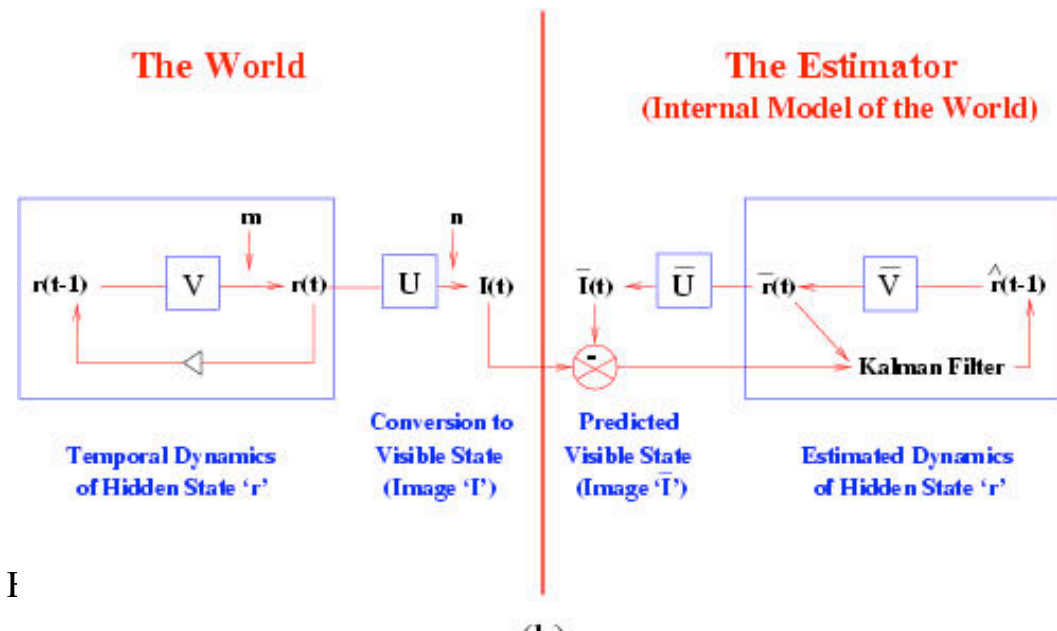 The World
The Estimator
(Internal Model of the World)
m
n
r(t-1)
V
r(t)
U
I(t)
Ī(t)
Ū
r̄(t)
V̄
r̂(t-1)
-
Kalman Filter
Temporal Dynamics
of Hidden State ‘r’
Conversion to
Visible State
(Image ‘I’)
Predicted
Visible State
(Image ‘Ī’)
Estimated Dynamics
of Hidden State ‘r’